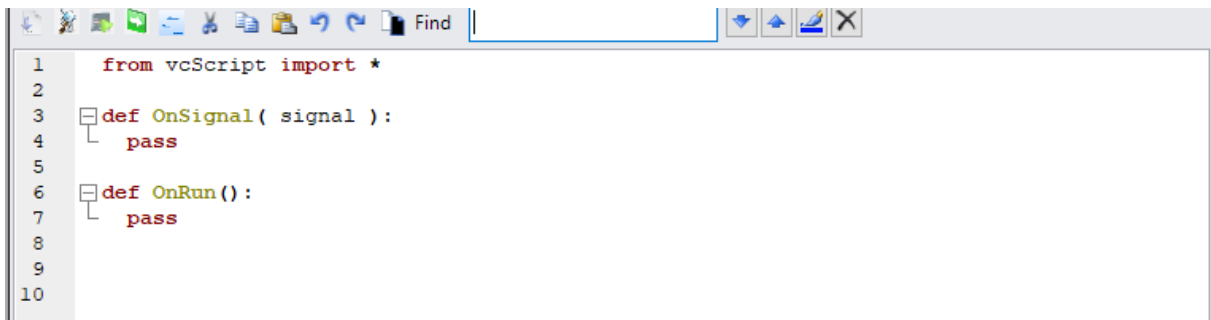 Find
1 from vcScript import *
2
3 def OnSignal( signal ):
4 pass
5
6 def OnRun():
7 pass
8
9
10